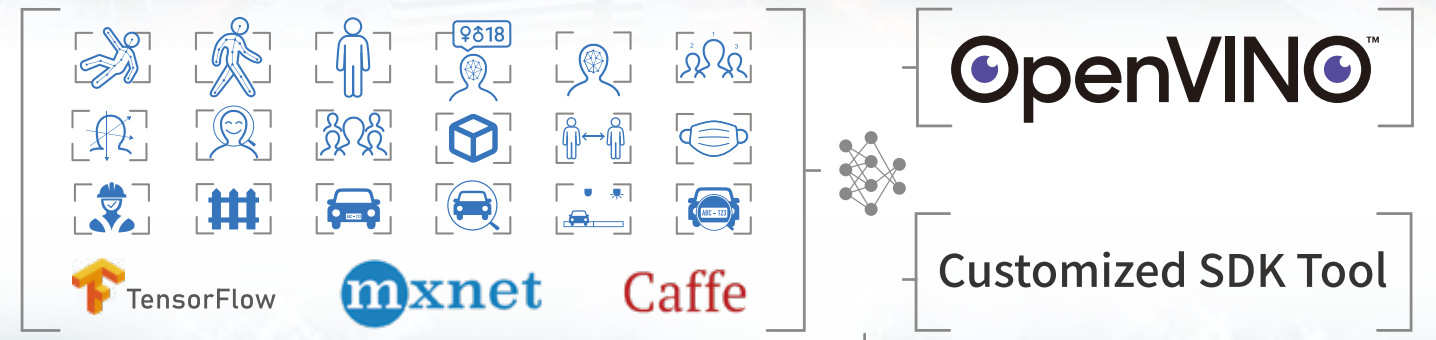 ♀♂18
2 1 3
ABC-123
ABC-123
TensorFlow
mxnet
Caffe
OpenVINO™
Customized SDK Tool